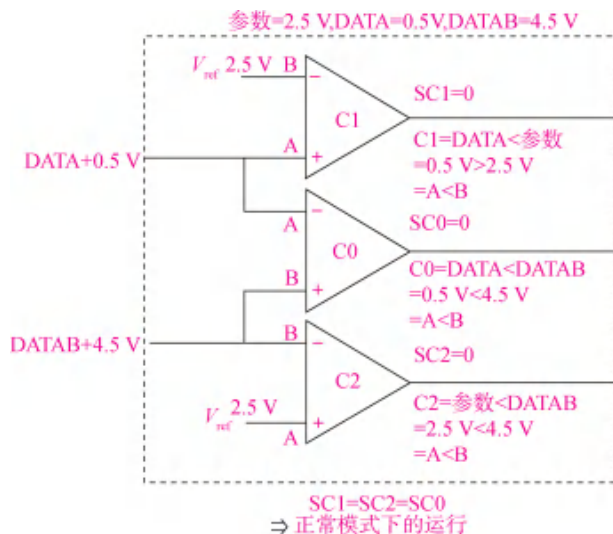 参数=2.5 V,DATA=0.5V,DATAB=4.5 V
Vref 2.5 V B
−
SC1=0
C1
A
+
C1=DATA<参数
=0.5 V>2.5 V
=A<B
DATA+0.5 V
−
A
SC0=0
C0
B
+
C0=DATA<DATAB
=0.5 V<4.5 V
=A<B
DATAB+4.5 V
B
−
SC2=0
C2
Vref 2.5 V
+
A
C2=参数<DATAB
=2.5 V<4.5 V
=A<B
SC1=SC2=SC0
⇒ 正常模式下的运行